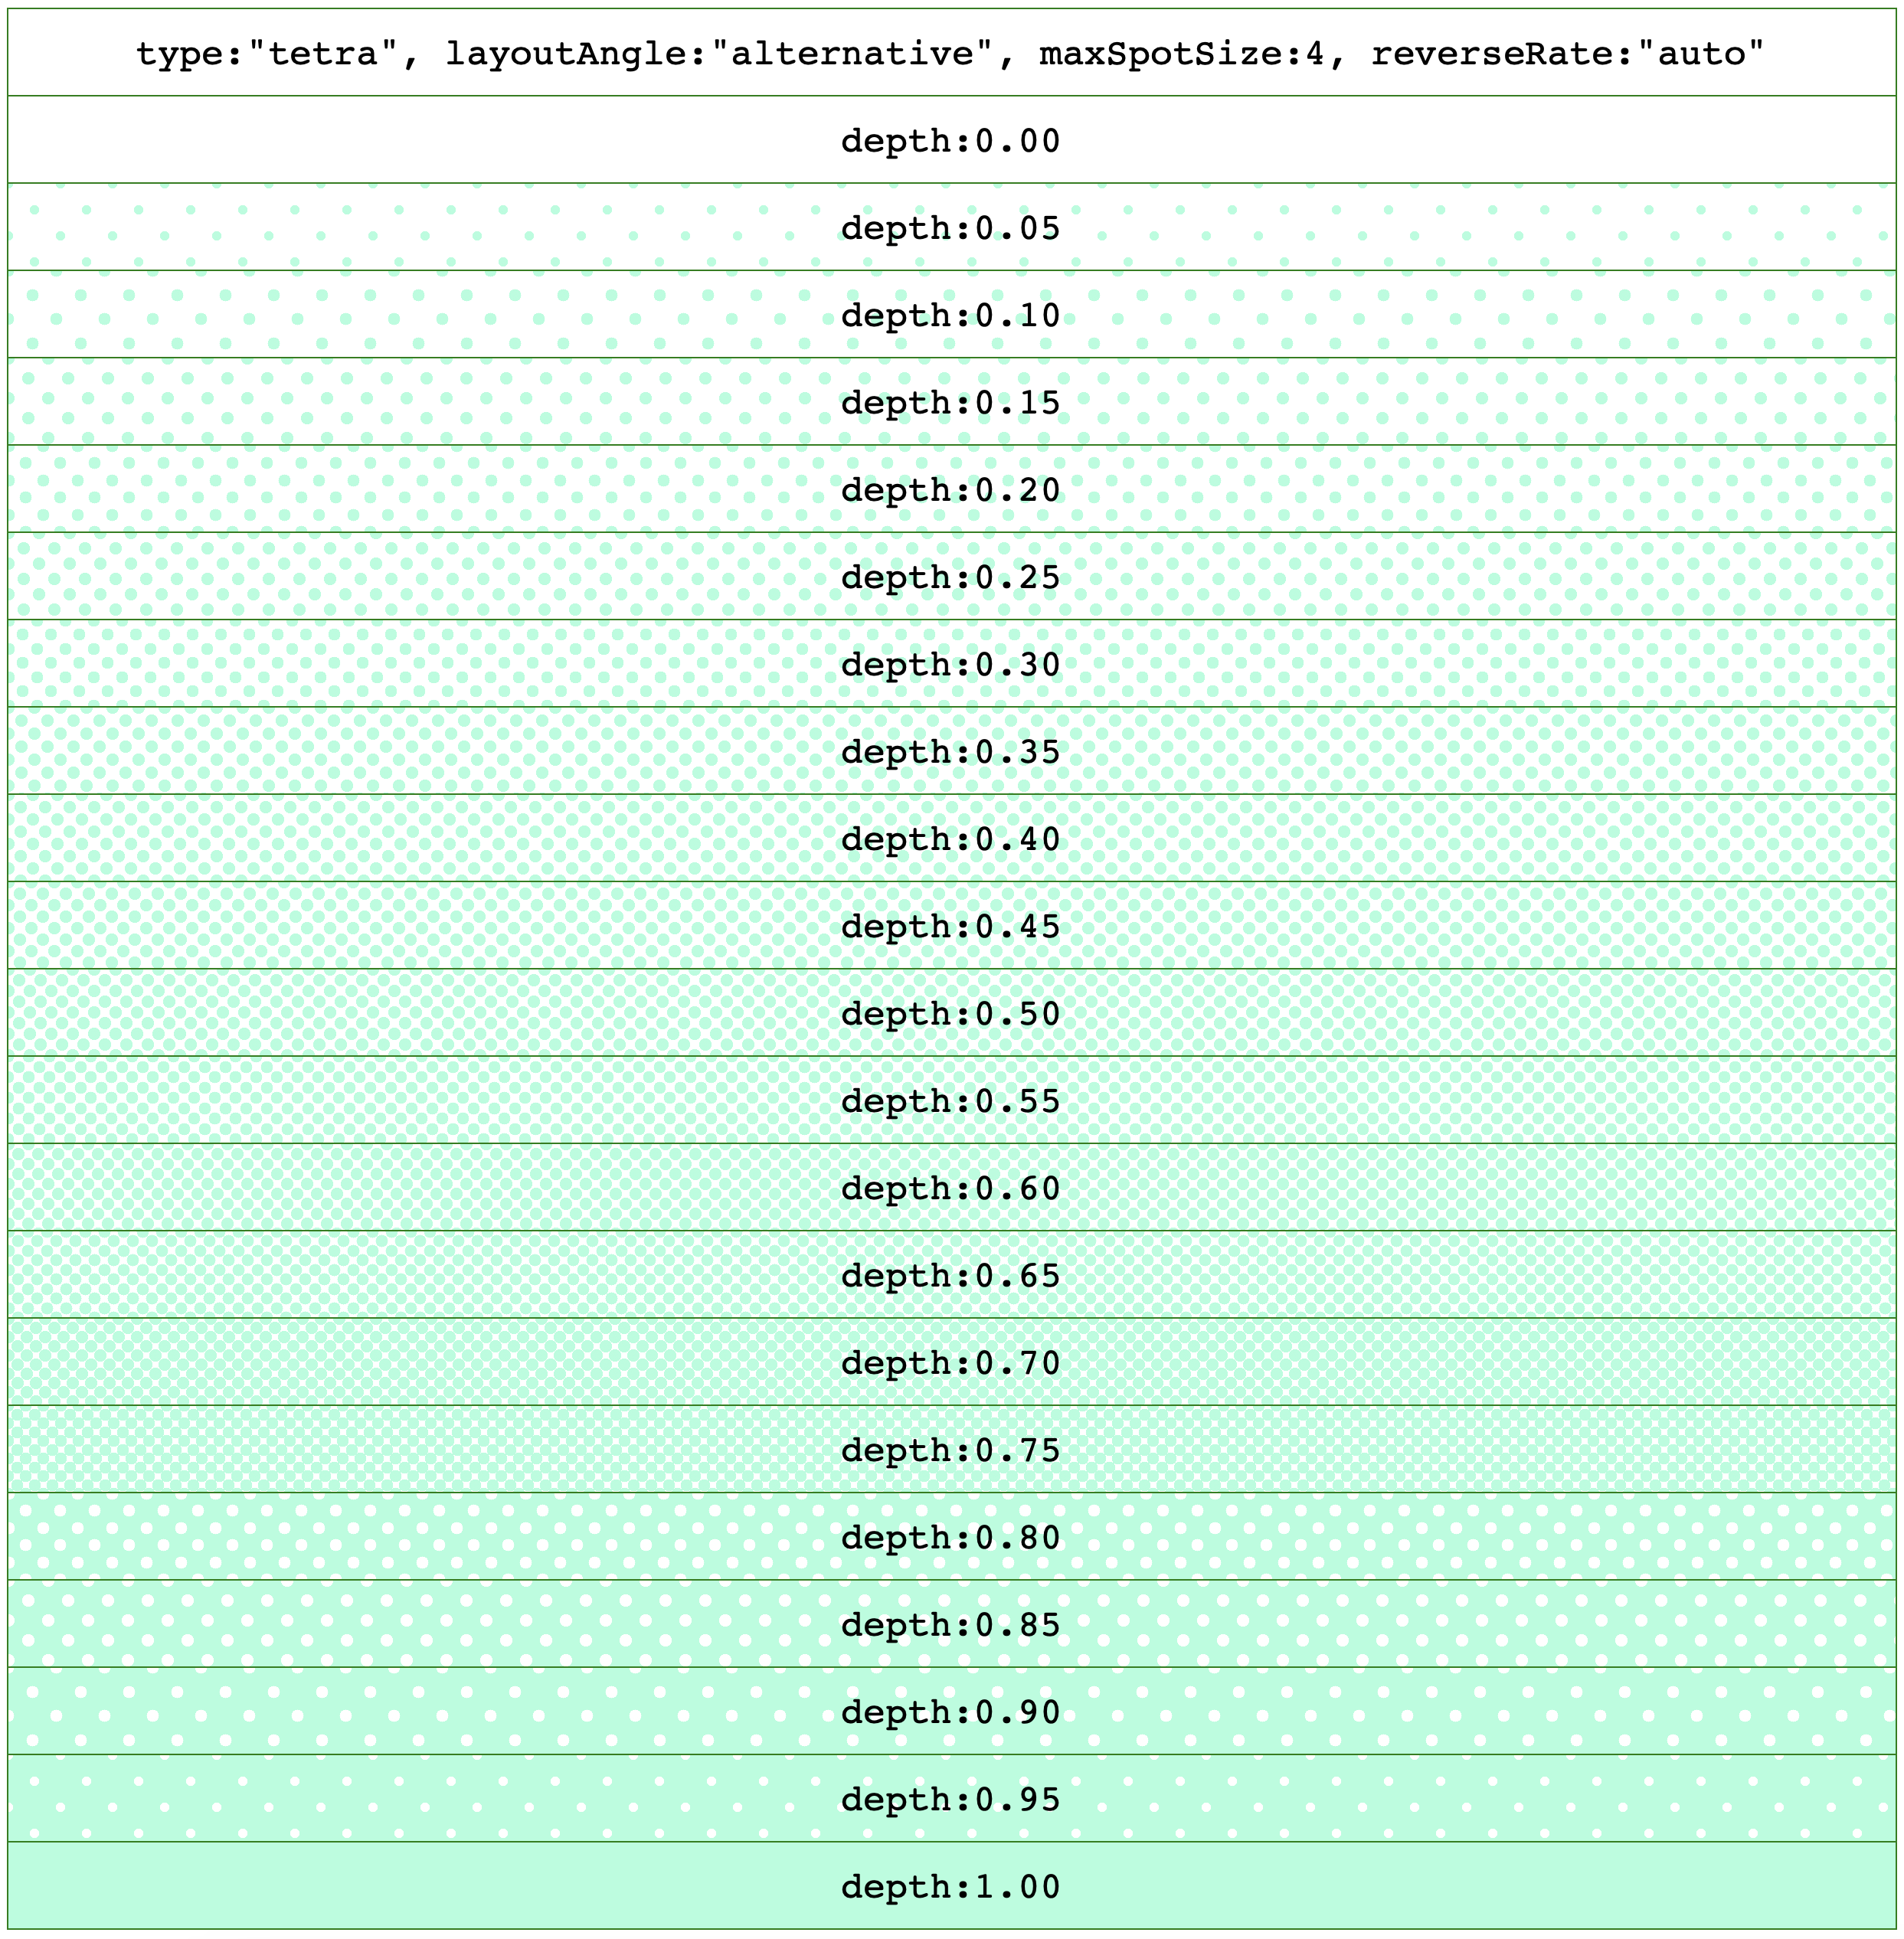 type:"tetra", layoutAngle:"alternative", maxSpotSize:4, reverseRate:"auto"
depth:0.00
depth:0.05
depth:0.10
depth:0.15
depth:0.20
depth:0.25
depth:0.30
depth:0.35
depth:0.40
depth:0.45
depth:0.50
depth:0.55
depth:0.60
depth:0.65
depth:0.70
depth:0.75
depth:0.80
depth:0.85
depth:0.90
depth:0.95
depth:1.00